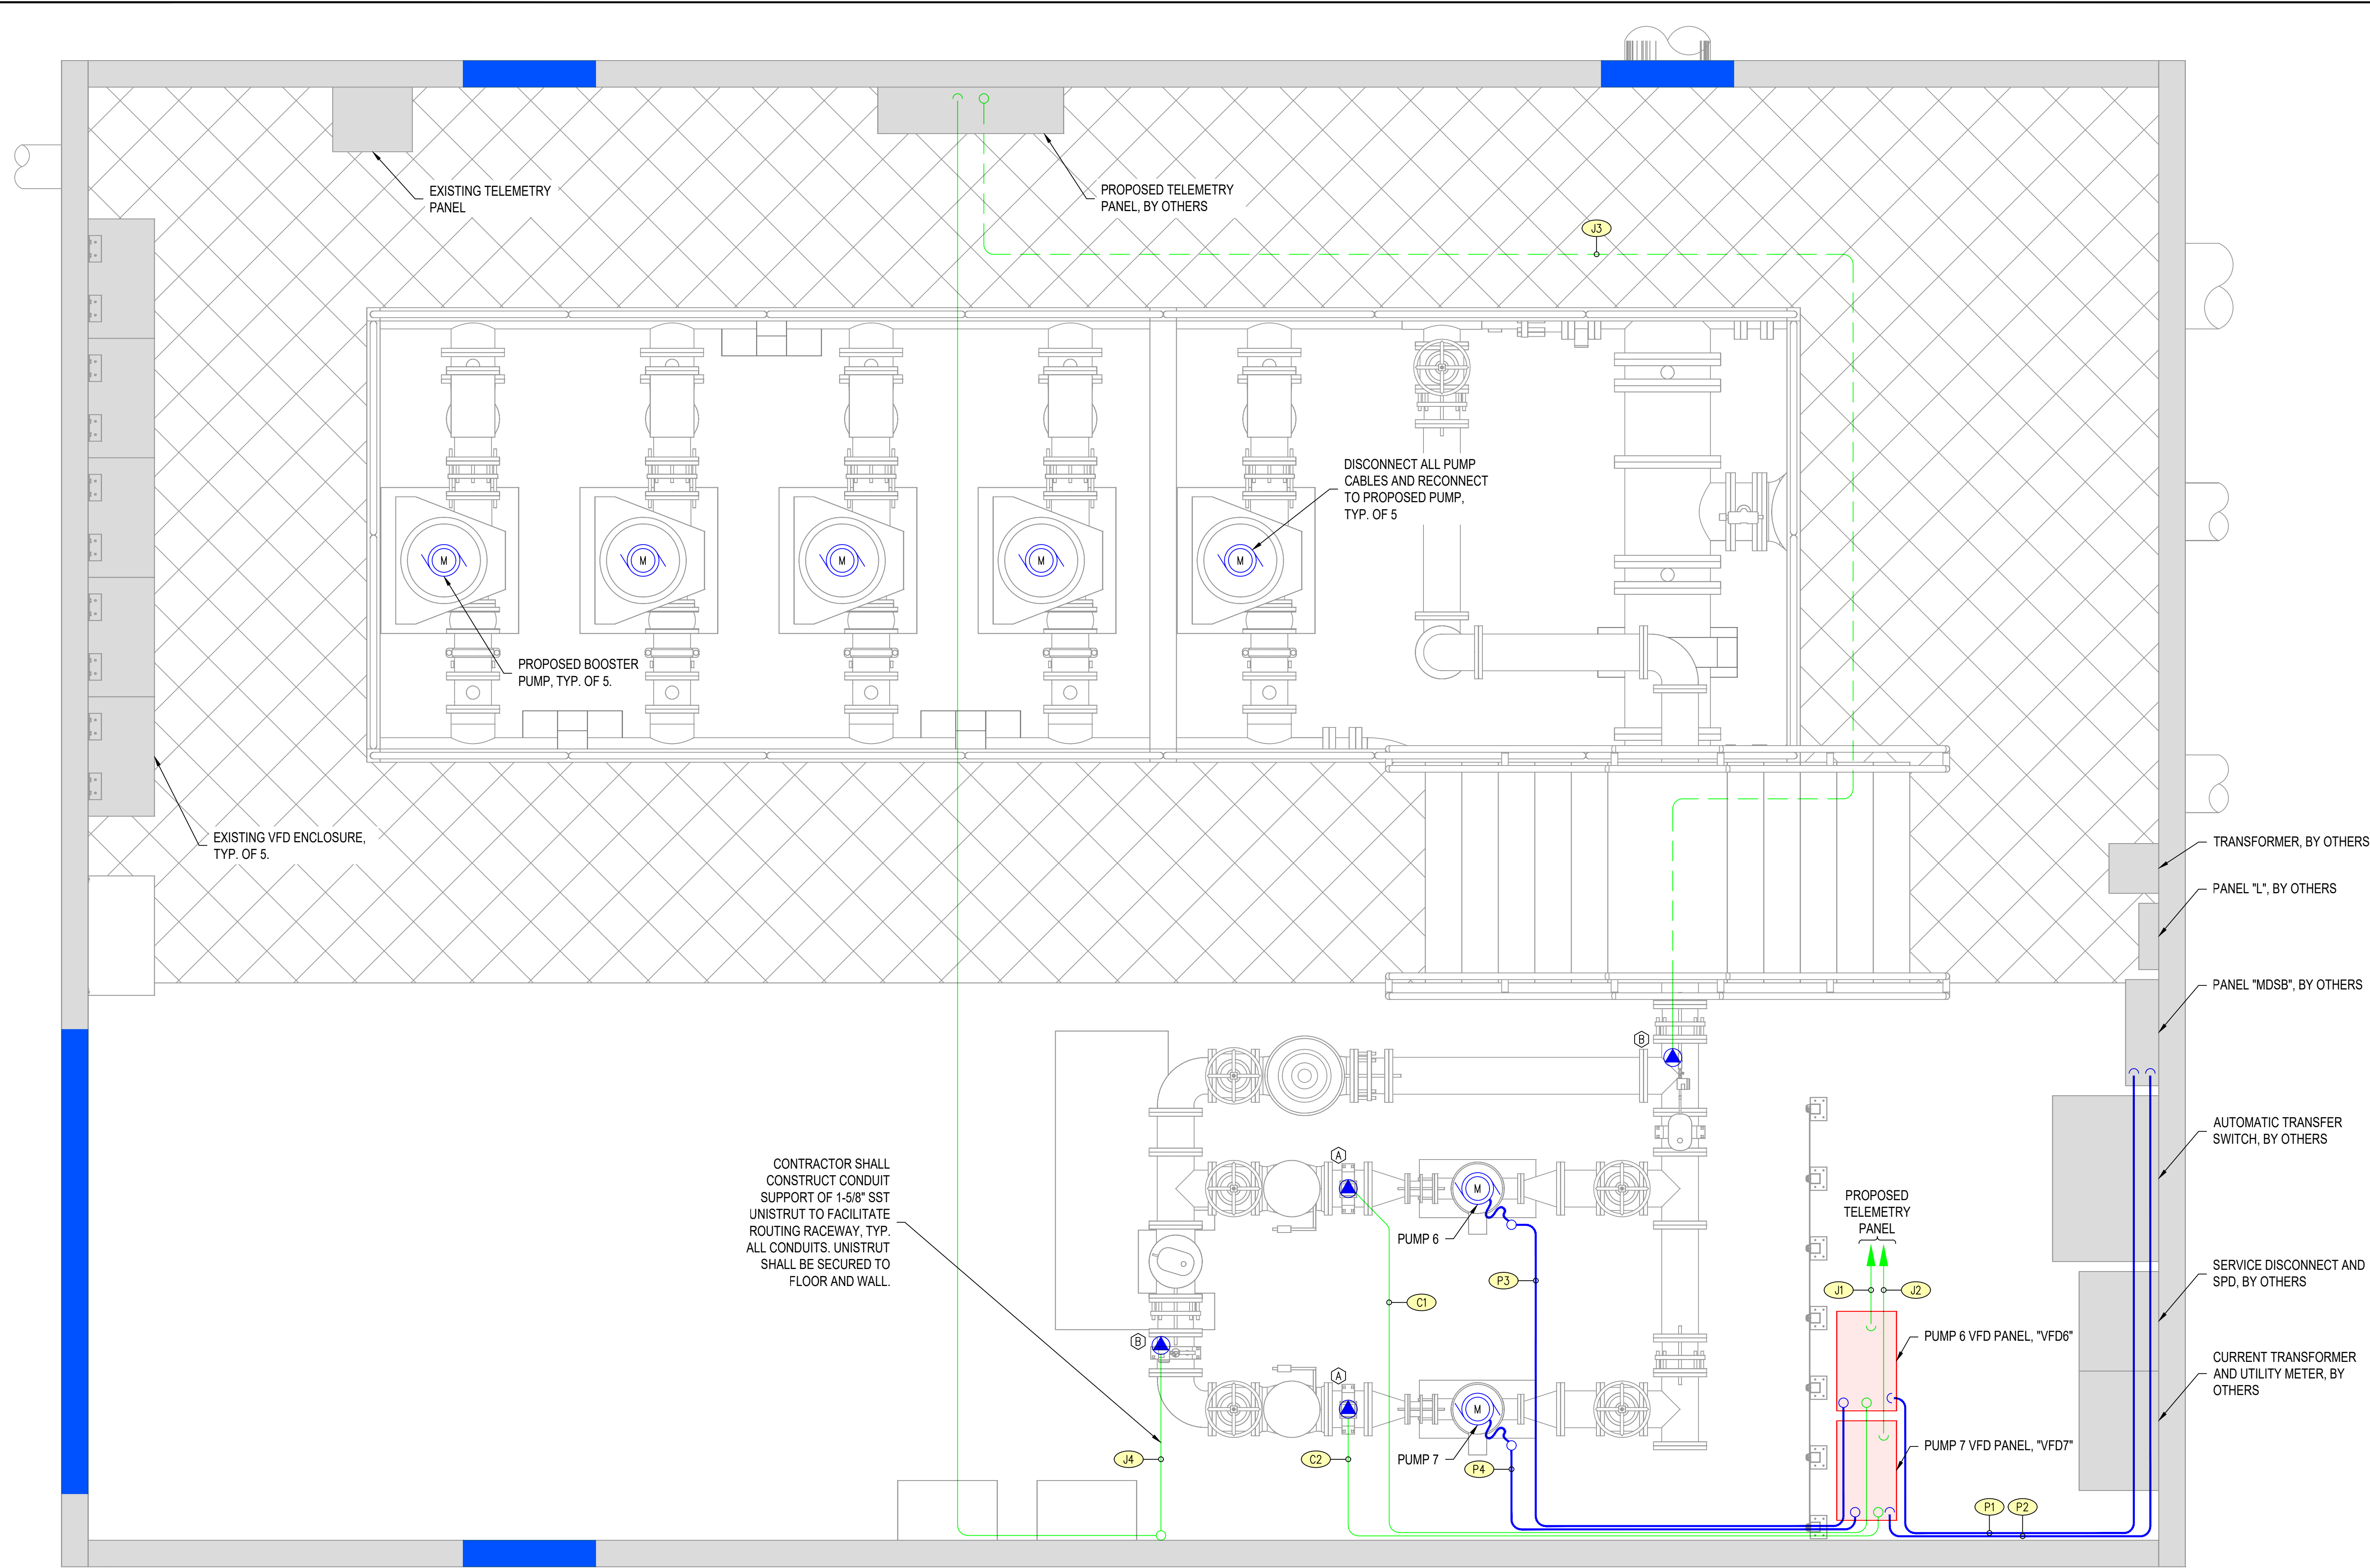 EXISTING TELEMETRY
PANEL
PROPOSED TELEMETRY
PANEL, BY OTHERS
J3
DISCONNECT ALL PUMP
CABLES AND RECONNECT
TO PROPOSED PUMP,
TYP. OF 5
M
M
M
M
M
PROPOSED BOOSTER
PUMP, TYP. OF 5.
EXISTING VFD ENCLOSURE,
TYP. OF 5.
TRANSFORMER, BY OTHERS
PANEL "L", BY OTHERS
PANEL "MDSB", BY OTHERS
B
AUTOMATIC TRANSFER
SWITCH, BY OTHERS
CONTRACTOR SHALL
CONSTRUCT CONDUIT
SUPPORT OF 1-5/8" SST
UNISTRUT TO FACILITATE
ROUTING RACEWAY, TYP.
ALL CONDUITS. UNISTRUT
SHALL BE SECURED TO
FLOOR AND WALL.
A
M
PUMP 6
PROPOSED
TELEMETRY
PANEL
P3
C1
J1
J2
SERVICE DISCONNECT AND
SPD, BY OTHERS
B
PUMP 6 VFD PANEL, "VFD6"
CURRENT TRANSFORMER
AND UTILITY METER, BY
OTHERS
A
M
J4
C2
PUMP 7
P4
PUMP 7 VFD PANEL, "VFD7"
P1
P2